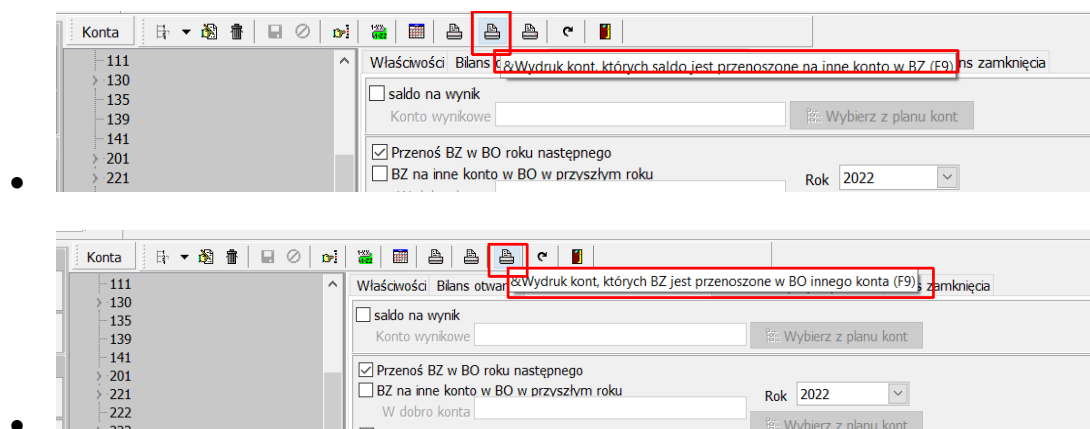 Konta
111
130
135
139
141
201
221
Właściwości Bilans
&Wydruk kont, których saldo jest przenoszone na inne konto w BZ (F9)
ns zamknięcia
saldo na wynik
Konto wynikowe
Wybierz z planu kont
Przenoś BZ w BO roku następnego
BZ na inne konto w BO w przyszłym roku
Rok 2022
Konta
111
130
135
139
141
201
221
222
Właściwości Bilans otwar
&Wydruk kont, których BZ jest przenoszone w BO innego konta (F9)
s zamknięcia
saldo na wynik
Konto wynikowe
Wybierz z planu kont
Przenoś BZ w BO roku następnego
BZ na inne konto w BO w przyszłym roku
Rok 2022
W dobro konta
Wybierz z planu kont